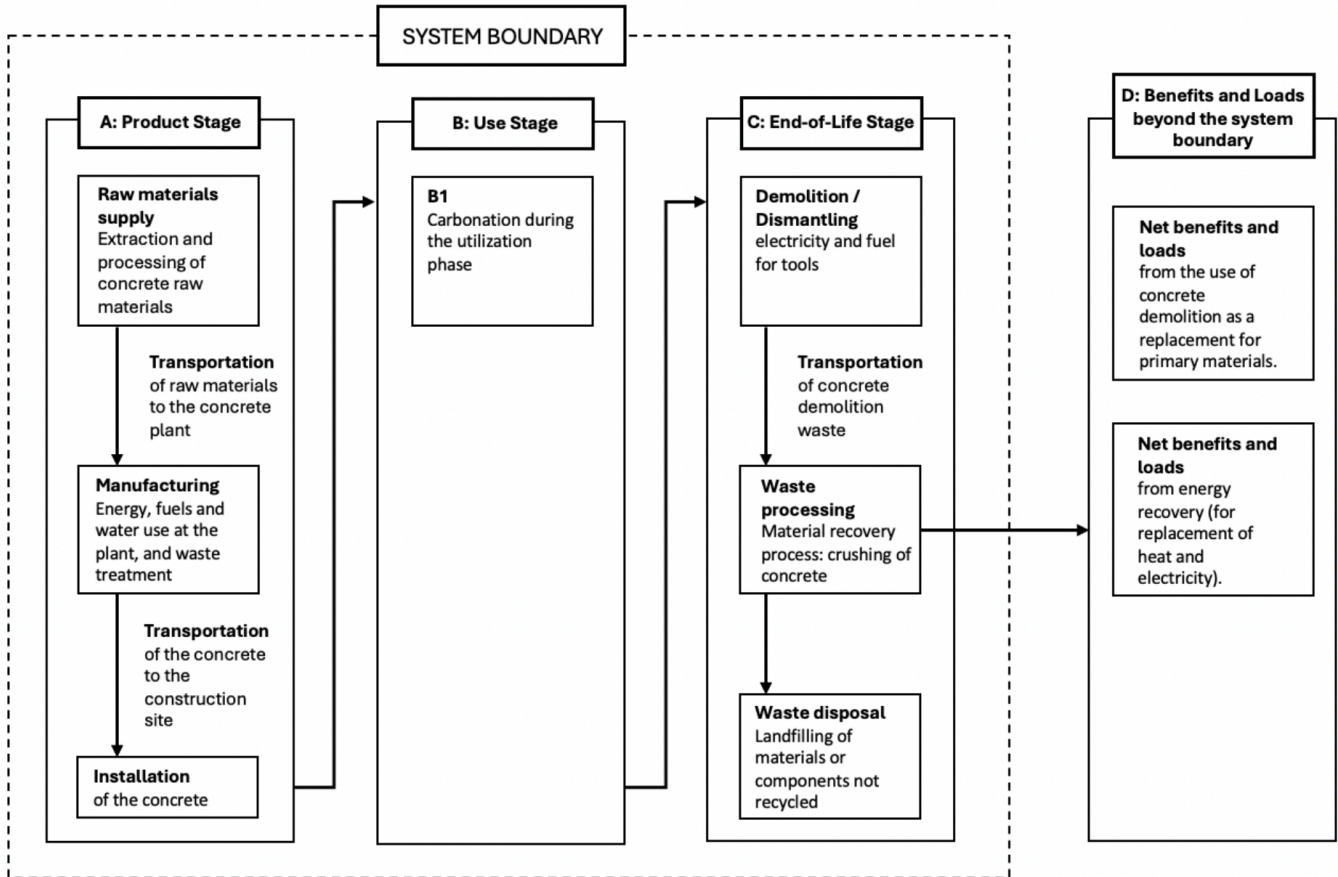 SYSTEM BOUNDARY
A: Product Stage
Raw materials
supply
Extraction and
processing of
concrete raw
materials
Transportation
of raw materials
to the concrete
plant
Manufacturing
Energy, fuels and
water use at the
plant, and waste
treatment
Transportation
of the concrete
to the
construction
site
Installation
of the concrete
B: Use Stage
B1
Carbonation during
the utilization
phase
C: End-of-Life Stage
Demolition /
Dismantling
electricity and fuel
for tools
Transportation
of concrete
demolition
waste
Waste
processing
Material recovery
process: crushing of
concrete
Waste disposal
Landfilling of
materials or
components not
recycled
D: Benefits and Loads
beyond the system
boundary
Net benefits and
loads
from the use of
concrete
demolition as a
replacement for
primary materials.
Net benefits and
loads
from energy
recovery (for
replacement of
heat and
electricity).